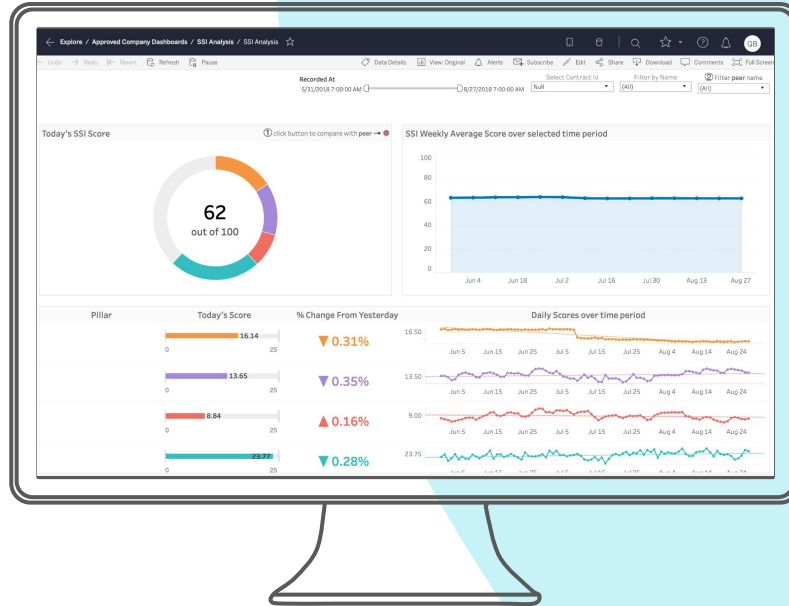 Explore / Approved Company Dashboards / SSI Analysis / SSI Analysis
GB
Undo Redo Revert Refresh Pause Data Details View: Original Alerts Subscribe Edit Share Download Comments Full Screen
Recorded At
5/31/2018 7:00:00 AM 8/27/2018 7:00:00 AM
Select Contract id
Null
Filter by Name
(All)
② Filter peer name
(All)
Today's SSI Score
① click button to compare with peer →
62
out of 100
SSI Weekly Average Score over selected time period
100
80
60
40
20
0
Jun 4 Jun 18 Jul 2 Jul 16 Jul 30 Aug 13 Aug 27
Pillar Today's Score % Change From Yesterday Daily Scores over time period
16.14
0 25
▼ 0.31%
16.50
Jun 5 Jun 15 Jun 25 Jul 5 Jul 15 Jul 25 Aug 4 Aug 14 Aug 24
13.65
0 25
▼ 0.35%
13.50
Jun 5 Jun 15 Jun 25 Jul 5 Jul 15 Jul 25 Aug 4 Aug 14 Aug 24
8.84
0 25
▲ 0.16%
9.00
Jun 5 Jun 15 Jun 25 Jul 5 Jul 15 Jul 25 Aug 4 Aug 14 Aug 24
23.77
0 25
▼ 0.28%
23.75